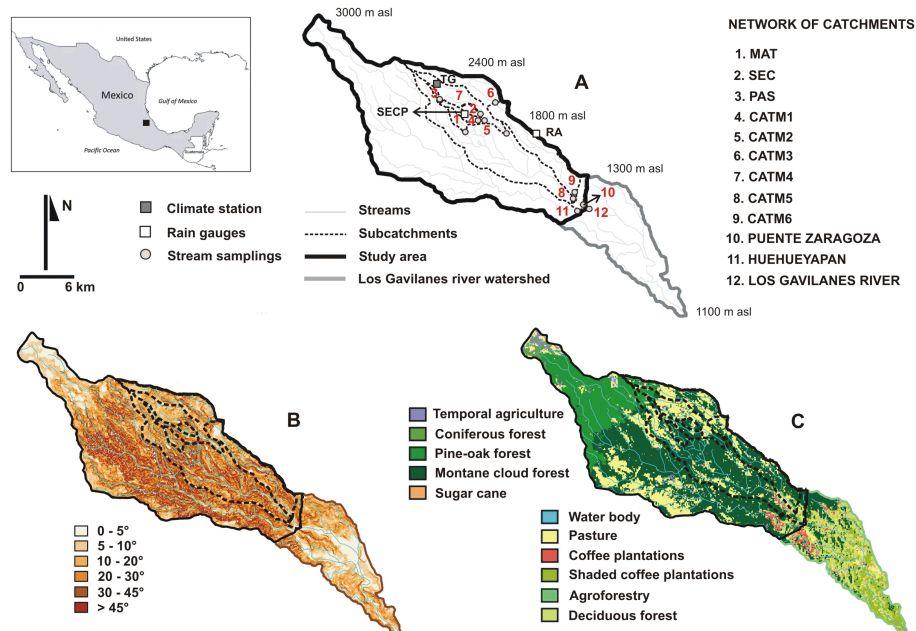 United States
Mexico
Gulf of Mexico
Pacific Ocean
Guatemala
N
0 6 km
Climate station
Rain gauges
Stream samplings
Streams
Subcatchments
Study area
Los Gavilanes river watershed
3000 m asl
2400 m asl
A
TG
3
7
6
SECP
2
1 4
5
1800 m asl
RA
1300 m asl
9
8
10
11
12
1100 m asl
NETWORK OF CATCHMENTS
1. MAT
2. SEC
3. PAS
4. CATM1
5. CATM2
6. CATM3
7. CATM4
8. CATM5
9. CATM6
10. PUENTE ZARAGOZA
11. HUEHUEYAPAN
12. LOS GAVILANES RIVER
B
0 - 5°
5 - 10°
10 - 20°
20 - 30°
30 - 45°
> 45°
C
Temporal agriculture
Coniferous forest
Pine-oak forest
Montane cloud forest
Sugar cane
Water body
Pasture
Coffee plantations
Shaded coffee plantations
Agroforestry
Deciduous forest